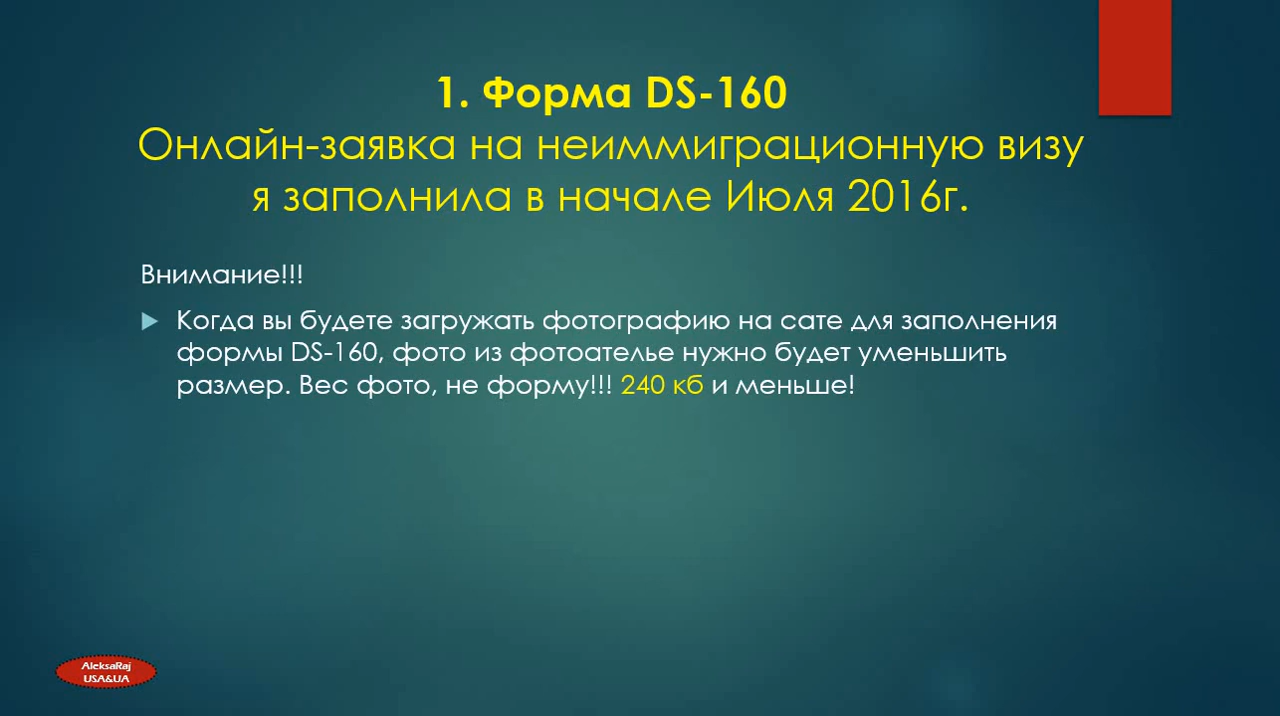 1. Форма DS-160
Онлайн-заявка на неиммиграционную визу
я заполнила в начале Июля 2016г.
Внимание!!!
Когда вы будете загружать фотографию на сате для заполнения
формы DS-160, фото из фотоателье нужно будет уменьшить
размер. Вес фото, не форму!!! 240 кб и меньше!
AleksaRaj
USA&UA